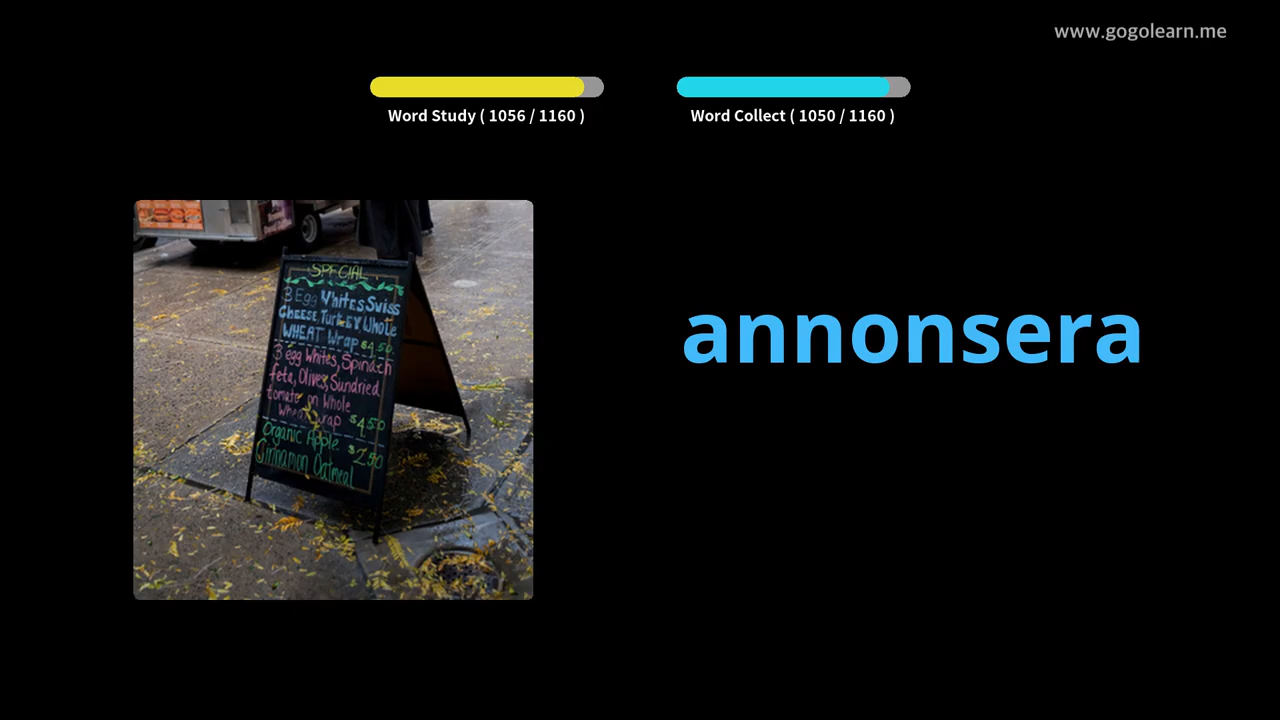 www.gogolearn.me
Word Study ( 1056 / 1160 )
Word Collect ( 1050 / 1160 )
annonsera
SPECIAL
3 Egg Whites, Swiss
Cheese, Turkey Whole
WHEAT Wrap $4.50
3 egg Whites, Spinach
feta, Olives, Sundried
tomato on Whole
Wheat Wrap $4.50
Organic Apple
Cinnamon Oatmeal $2.50